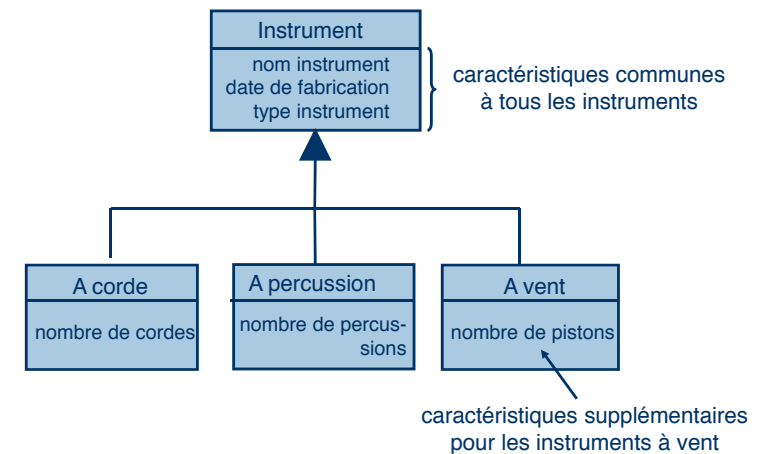 Instrument
nom instrument
date de fabrication
type instrument
caractéristiques communes
à tous les instruments
A corde
nombre de cordes
A percussion
nombre de percus-
sions
A vent
nombre de pistons
caractéristiques supplémentaires
pour les instruments à vent